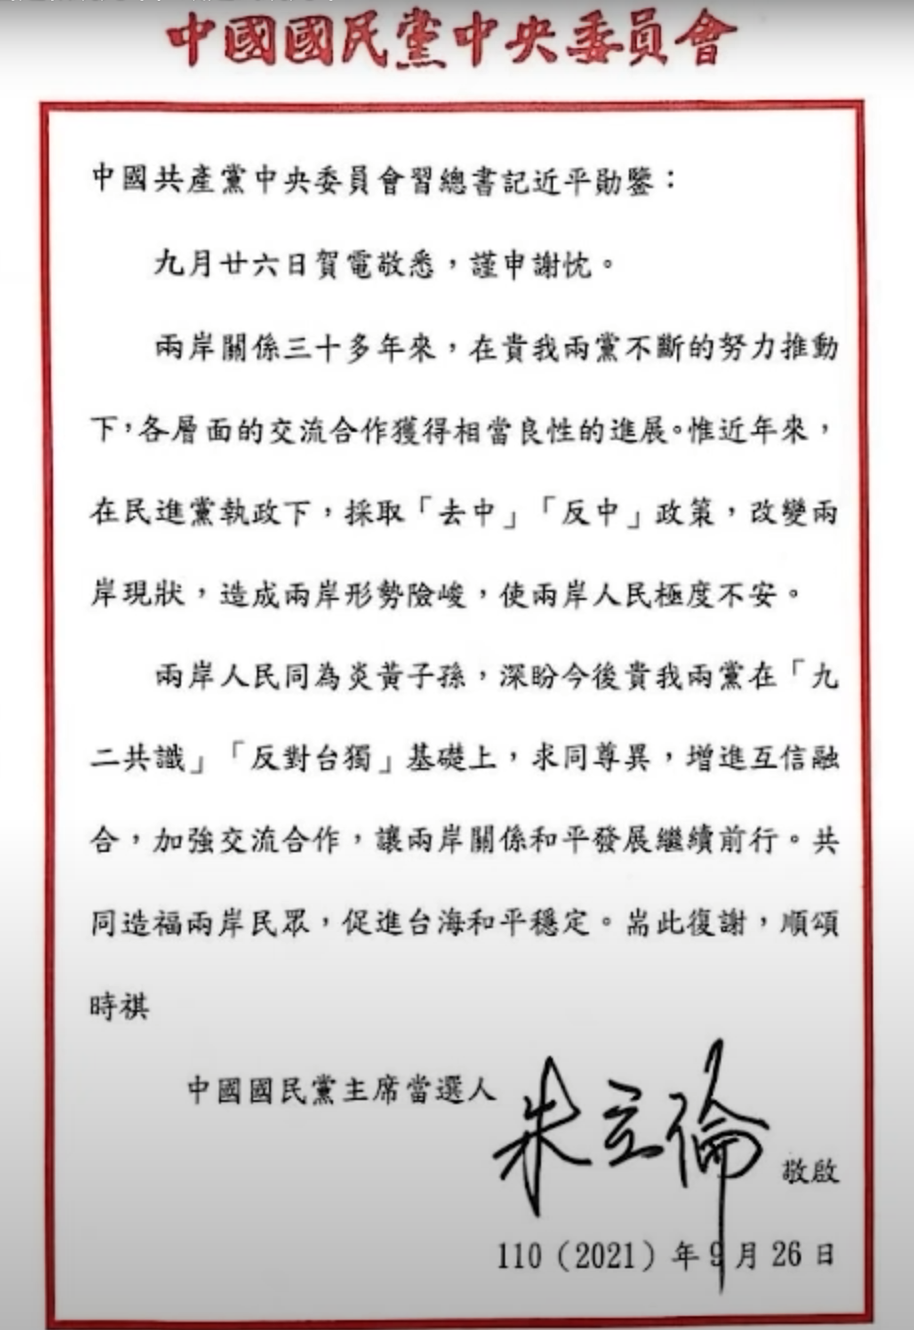 中國國民黨中央委員會
中國共產黨中央委員會習總書記近平勛鑒：
九月廿六日賀電敬悉，謹申謝忱。
兩岸關係三十多年來，在貴我兩黨不斷的努力推動
下，各層面的交流合作獲得相當良性的進展。惟近年來，
在民進黨執政下，採取「去中」「反中」政策，改變兩
岸現狀，造成兩岸形勢險峻，使兩岸人民極度不安。
兩岸人民同為炎黃子孫，深盼今後貴我兩黨在「九
二共識」「反對台獨」基礎上，求同尊異，增進互信融
合，加強交流合作，讓兩岸關係和平發展繼續前行。共
同造福兩岸民眾，促進台海和平穩定。耑此復謝，順頌
時祺
中國國民黨主席當選人 朱立倫 敬啟
110（2021）年 9 月 26 日